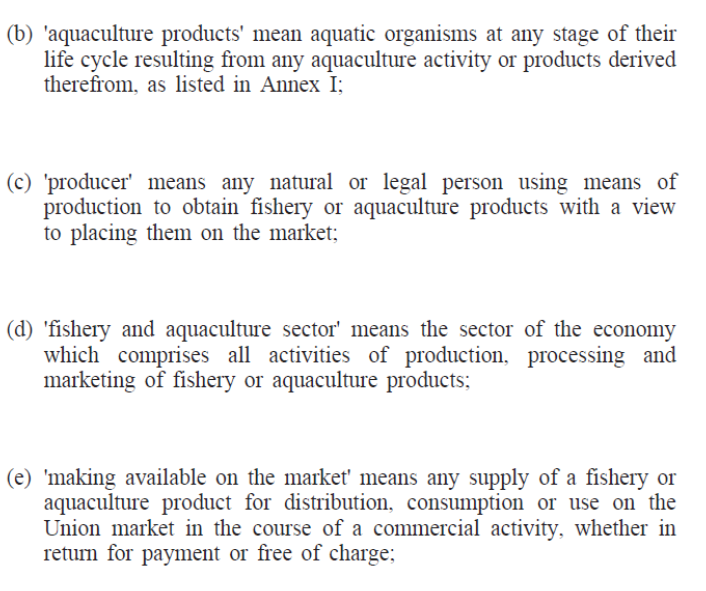 (b) 'aquaculture products' mean aquatic organisms at any stage of their
life cycle resulting from any aquaculture activity or products derived
therefrom, as listed in Annex I;
(c) 'producer' means any natural or legal person using means of
production to obtain fishery or aquaculture products with a view
to placing them on the market;
(d) 'fishery and aquaculture sector' means the sector of the economy
which comprises all activities of production, processing and
marketing of fishery or aquaculture products;
(e) 'making available on the market' means any supply of a fishery or
aquaculture product for distribution, consumption or use on the
Union market in the course of a commercial activity, whether in
return for payment or free of charge;